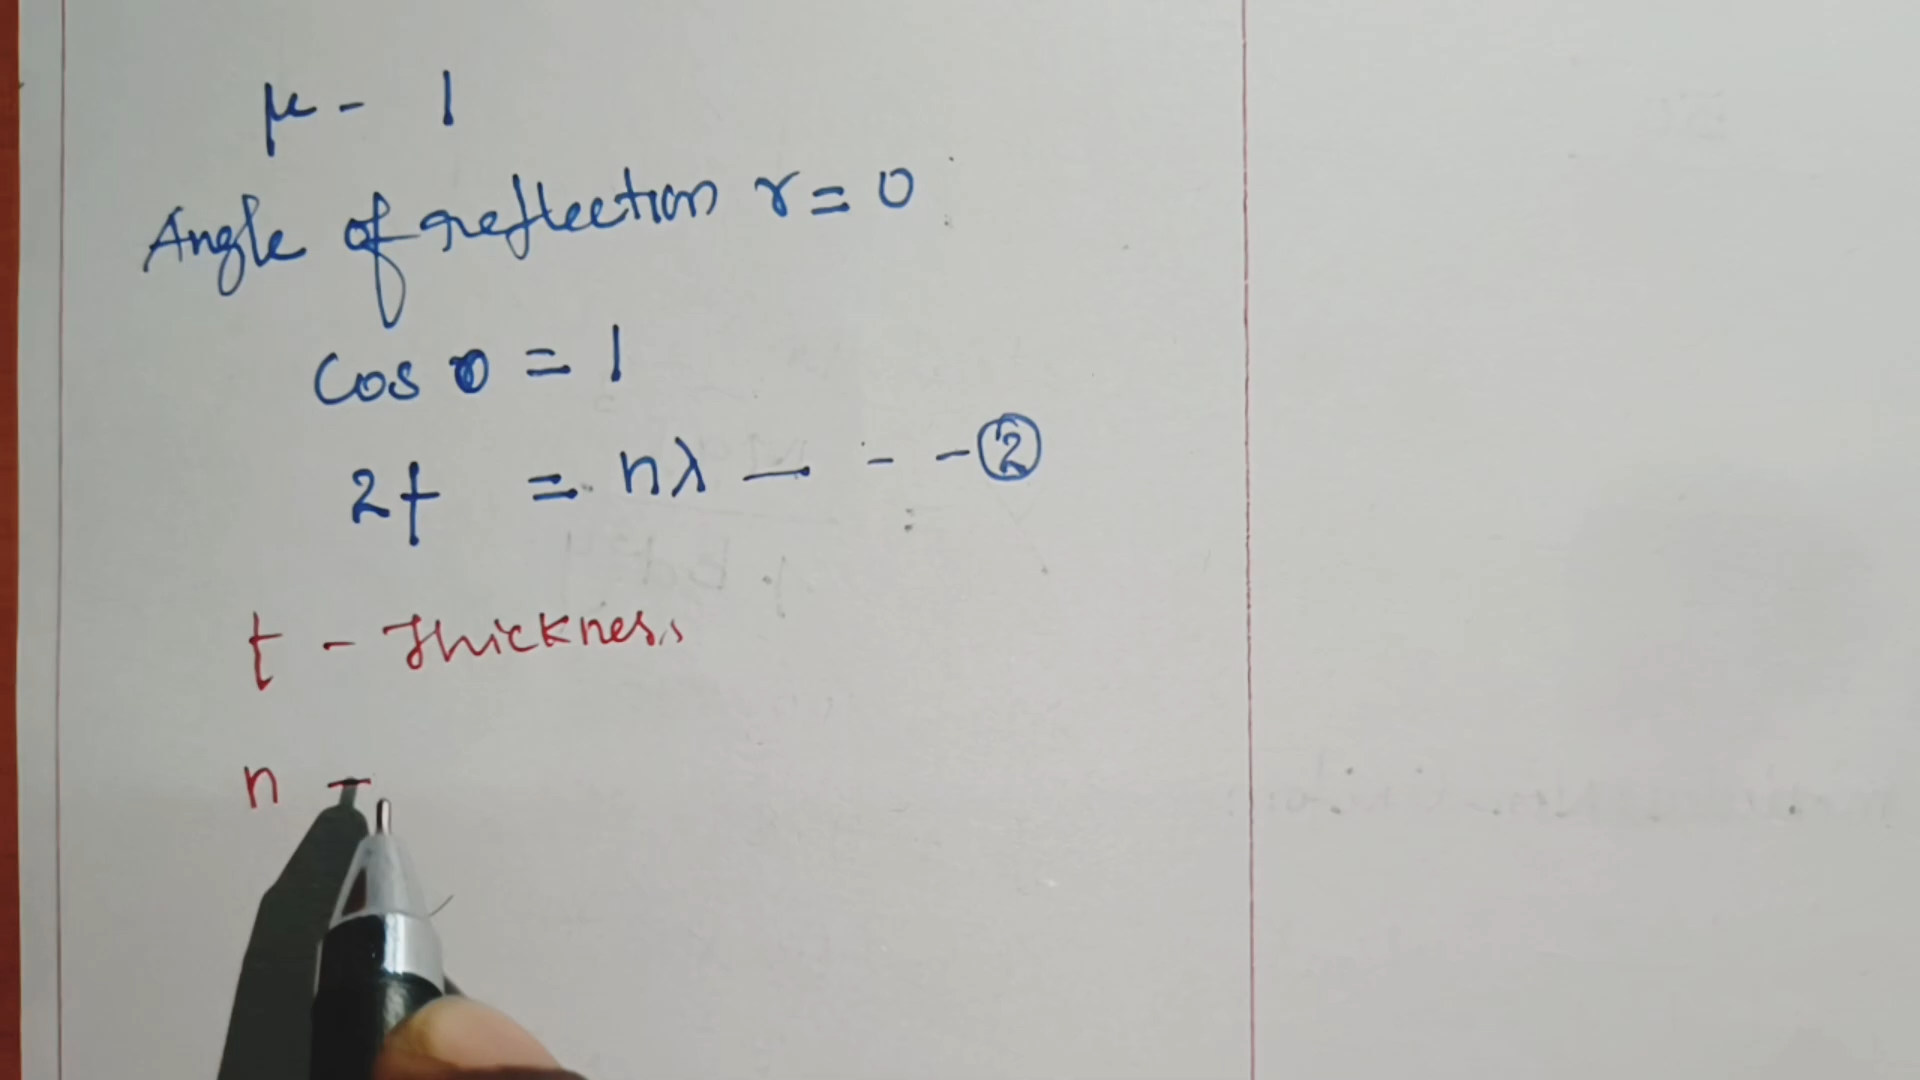 μ - 1
Angle of reflection r = 0
Cos 0 = 1
2t = nλ - - - ②
t - Thickness
n -